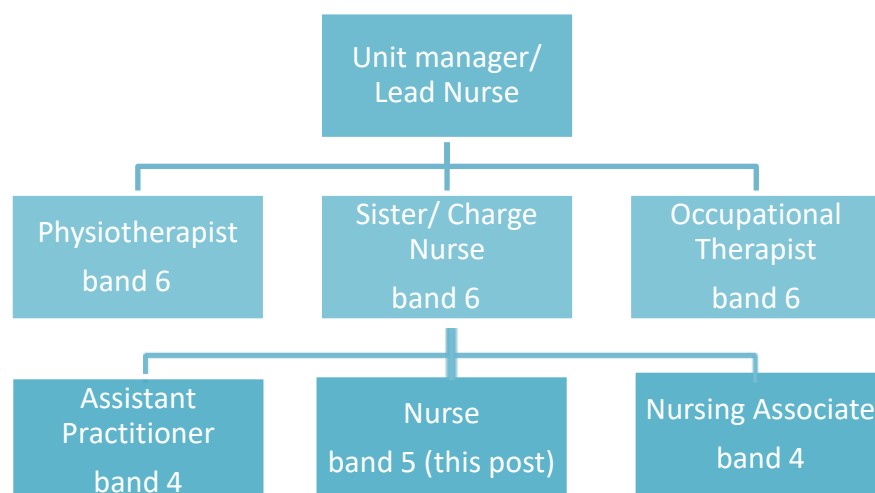 Unit manager/
Lead Nurse
Physiotherapist
band 6
Sister/ Charge
Nurse
band 6
Occupational
Therapist
band 6
Assistant
Practitioner
band 4
Nurse
band 5 (this post)
Nursing Associate
band 4